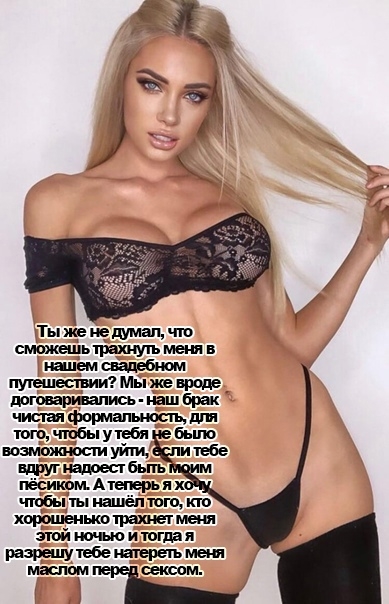 Ты же не думал, что
сможешь трахнуть меня в
нашем свадебном
путешествии? Мы же вроде
договаривались - наш брак
чистая формальность, для
того, чтобы у тебя не было
возможности уйти, если тебе
вдруг надоест быть моим
пёсиком. А теперь я хочу
чтобы ты нашёл того, кто
хорошенько трахнет меня
этой ночью и тогда я
разрешу тебе натереть меня
маслом перед сексом.